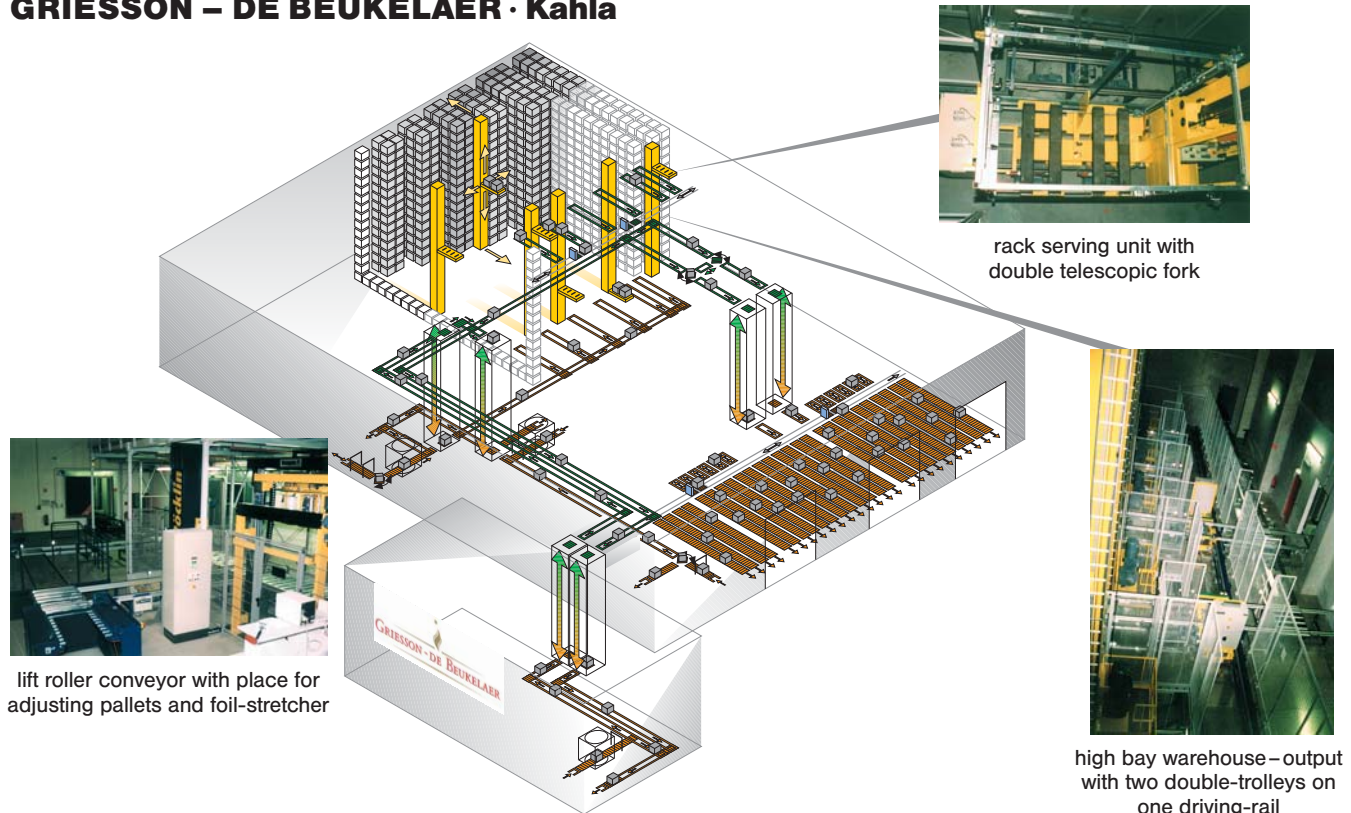 GRIESSON – DE BEUKELAER · Kahla
rack serving unit with
double telescopic fork
GRIESSON - DE BEUKELAER
öcklin
lift roller conveyor with place for
adjusting pallets and foil-stretcher
high bay warehouse – output
with two double-trolleys on
one driving-rail